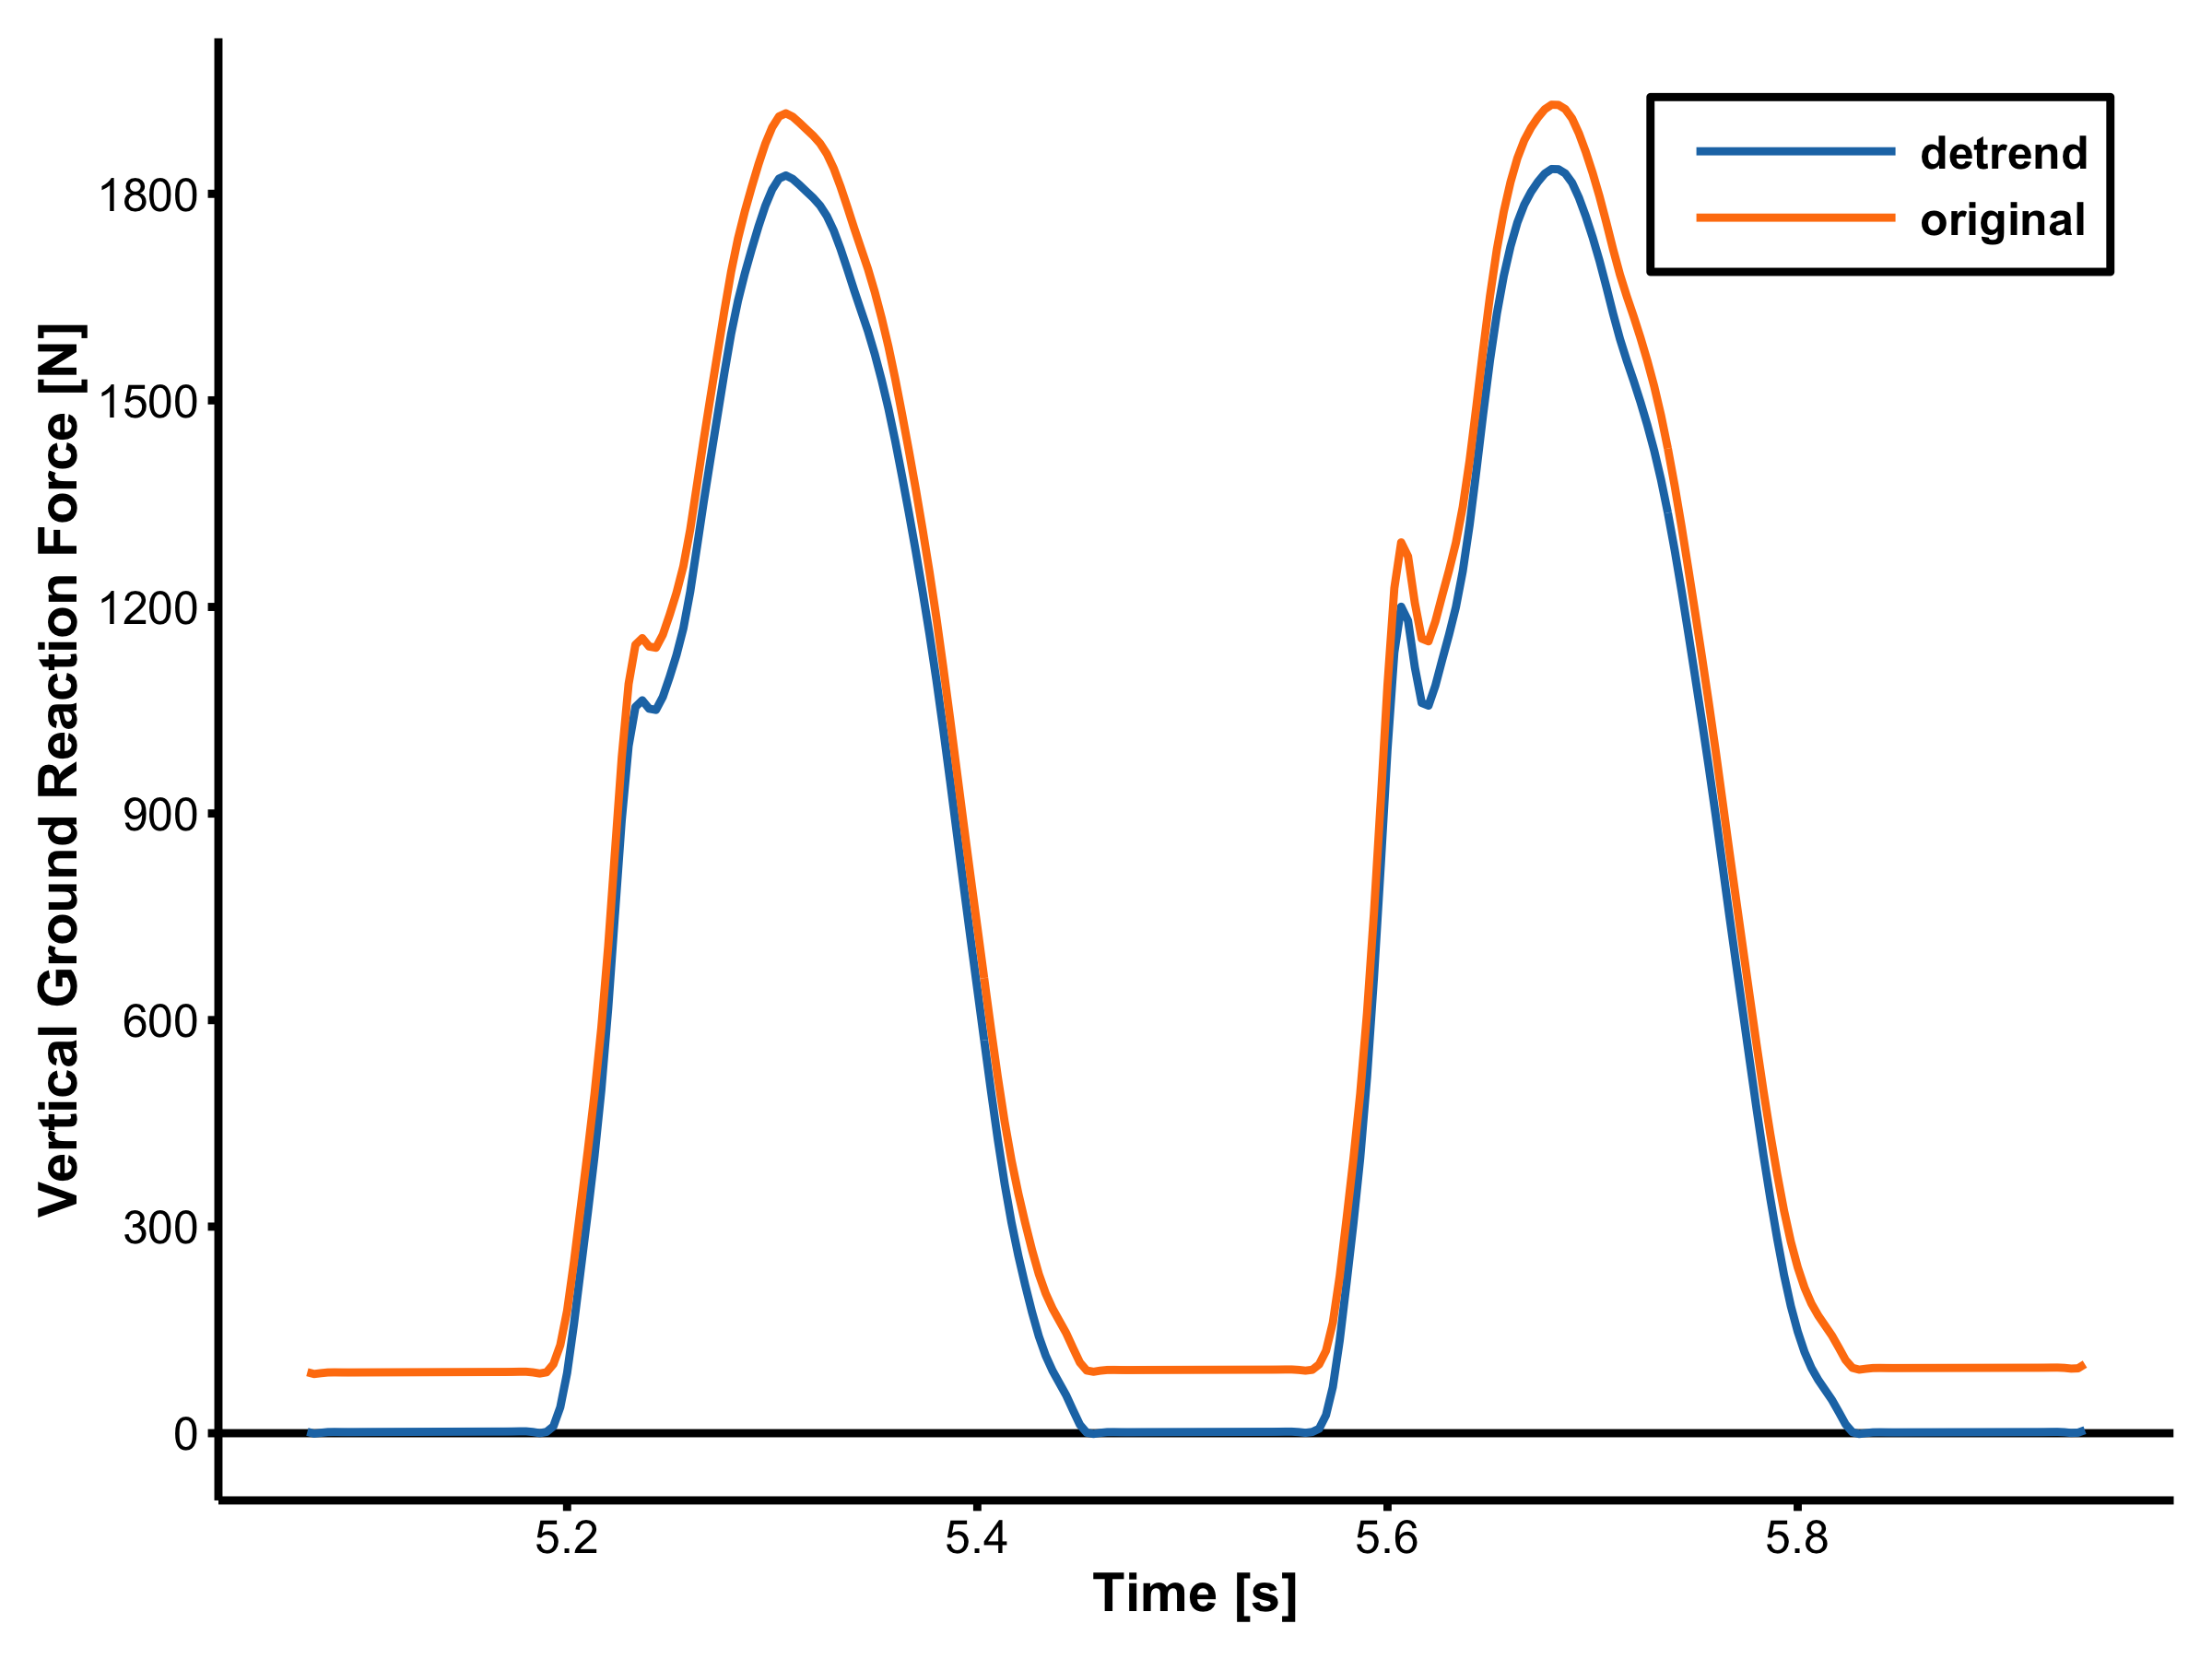 detrend
original
Vertical Ground Reaction Force [N]
1800
1500
1200
900
600
300
0
5.2 5.4 5.6 5.8
Time [s]